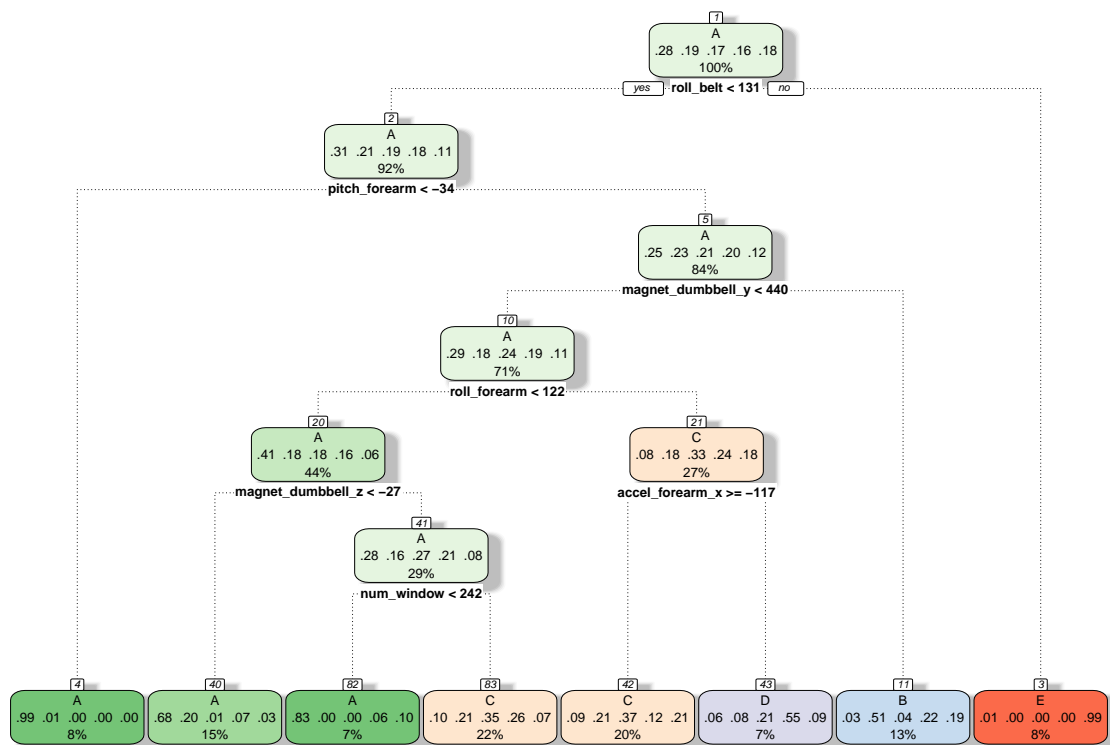 1
A
.28 .19 .17 .16 .18
100%
yes roll_belt < 131 no
2
A
.31 .21 .19 .18 .11
92%
pitch_forearm < −34
5
A
.25 .23 .21 .20 .12
84%
magnet_dumbbell_y < 440
10
A
.29 .18 .24 .19 .11
71%
roll_forearm < 122
20
A
.41 .18 .18 .16 .06
44%
magnet_dumbbell_z < −27
21
C
.08 .18 .33 .24 .18
27%
accel_forearm_x >= −117
41
A
.28 .16 .27 .21 .08
29%
num_window < 242
4
A
.99 .01 .00 .00 .00
8%
40
A
.68 .20 .01 .07 .03
15%
82
A
.83 .00 .00 .06 .10
7%
83
C
.10 .21 .35 .26 .07
22%
42
C
.09 .21 .37 .12 .21
20%
43
D
.06 .08 .21 .55 .09
7%
11
B
.03 .51 .04 .22 .19
13%
3
E
.01 .00 .00 .00 .99
8%